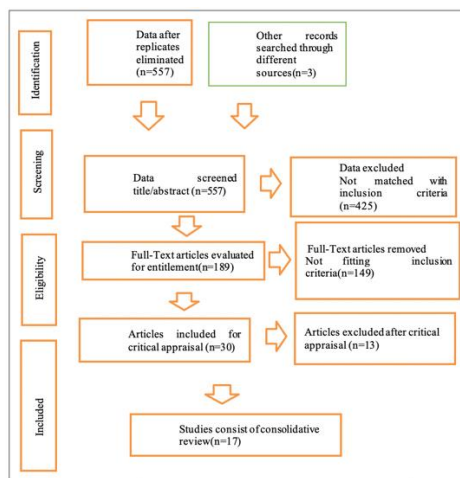 Identification
Data after
replicates
eliminated
(n=557)
Other records
searched through
different
sources(n=3)
Screening
Data screened
title/abstract(n=557)
Data excluded
Not matched with
inclusion criteria
(n=425)
Eligibility
Full-Text articles evaluated
for entitlement(n=189)
Full-Text articles removed
Not fitting inclusion
criteria(n=149)
Articles included for
critical appraisal (n=30)
Articles excluded after critical
appraisal (n=13)
Included
Studies consist of consolidative
review(n=17)